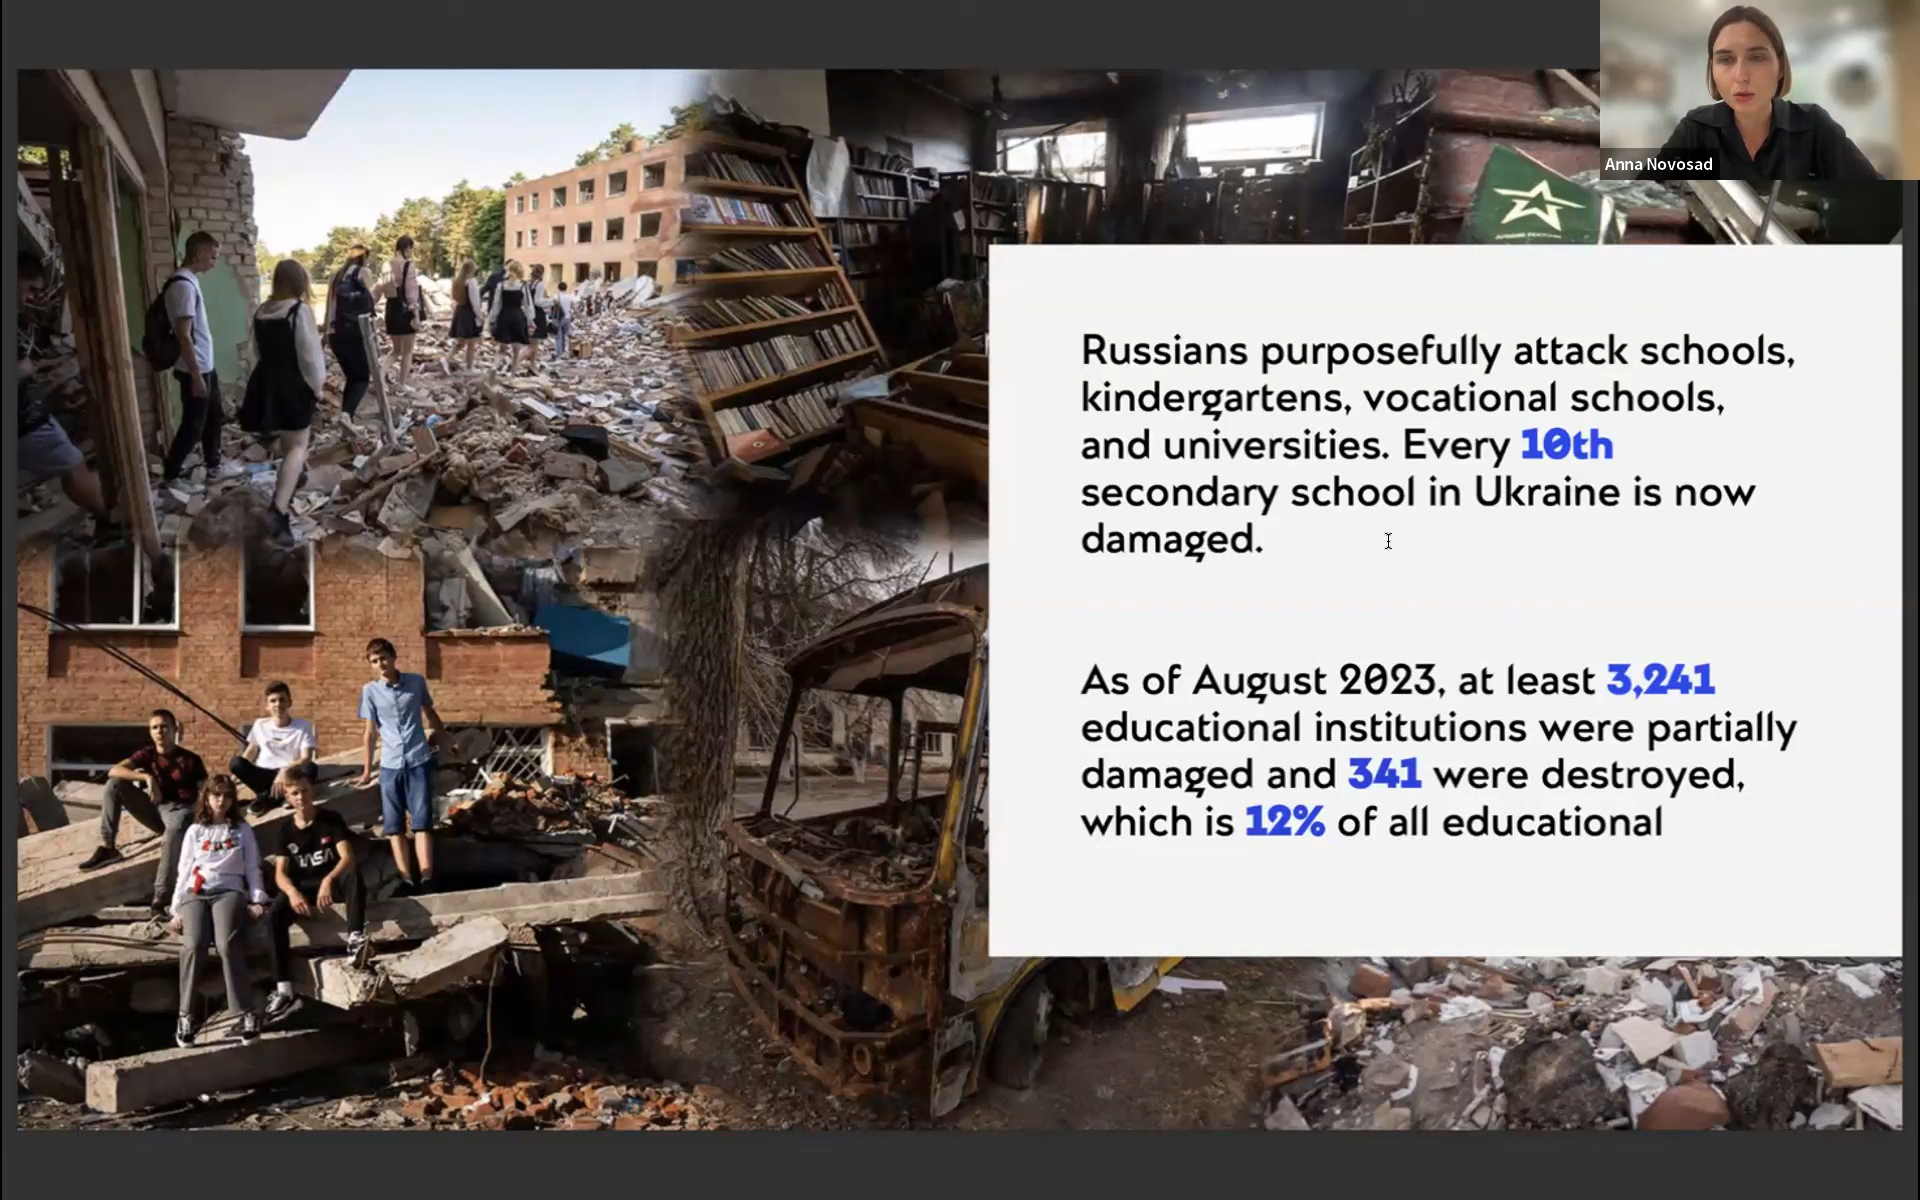 Anna Novosad
Russians purposefully attack schools,
kindergartens, vocational schools,
and universities. Every 10th
secondary school in Ukraine is now
damaged.
As of August 2023, at least 3,241
educational institutions were partially
damaged and 341 were destroyed,
which is 12% of all educational
NASA